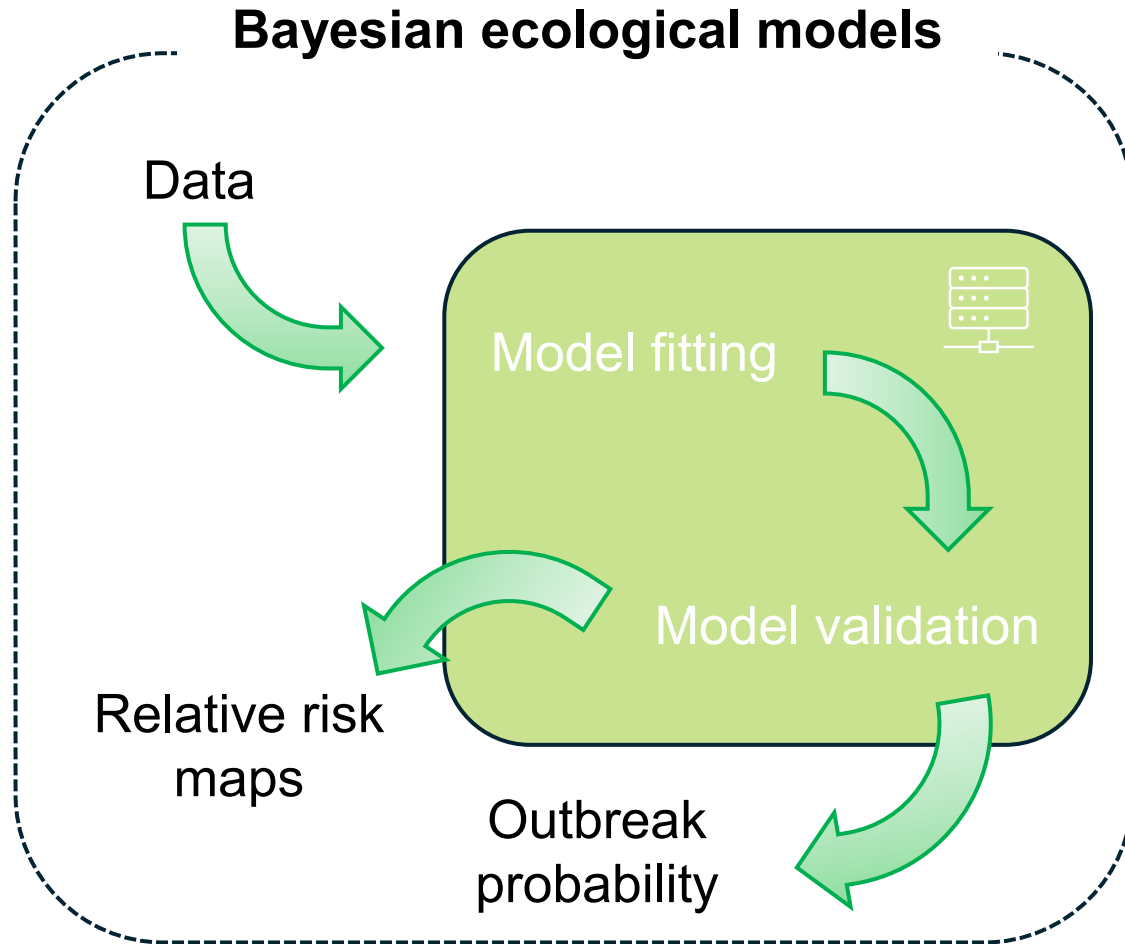 Bayesian ecological models
Data
Model fitting
Model validation
Relative risk
maps
Outbreak
probability